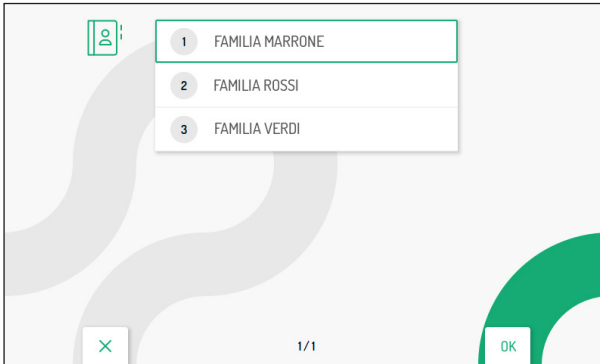 1 FAMILIA MARRONE
2 FAMILIA ROSSI
3 FAMILIA VERDI
1/1
OK